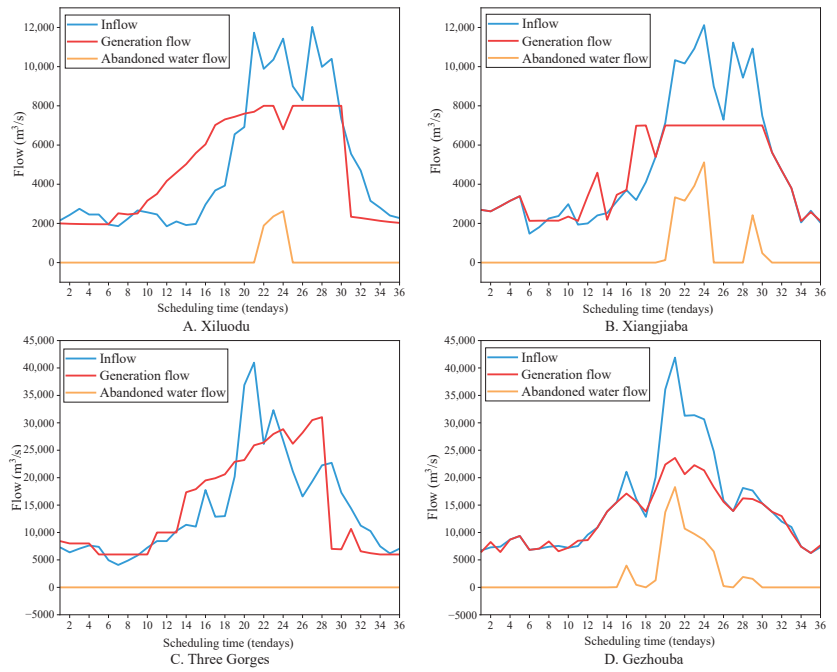 12,000
10,000
8000
6000
4000
2000
0
Flow (m³/s)
Inflow
Generation flow
Abandoned water flow
2 4 6 8 10 12 14 16 18 20 22 24 26 28 30 32 34 36
Scheduling time (tendays)
A. Xiluodu
12,000
10,000
8000
6000
4000
2000
0
Flow (m³/s)
Inflow
Generation flow
Abandoned water flow
2 4 6 8 10 12 14 16 18 20 22 24 26 28 30 32 34 36
Scheduling time (tendays)
B. Xiangjiaba
45,000
40,000
35,000
30,000
25,000
20,000
15,000
10,000
5000
0
−5000
Flow (m³/s)
Inflow
Generation flow
Abandoned water flow
2 4 6 8 10 12 14 16 18 20 22 24 26 28 30 32 34 36
Scheduling time (tendays)
C. Three Gorges
45,000
40,000
35,000
30,000
25,000
20,000
15,000
10,000
5000
0
−5000
Flow (m³/s)
Inflow
Generation flow
Abandoned water flow
2 4 6 8 10 12 14 16 18 20 22 24 26 28 30 32 34 36
Scheduling time (tendays)
D. Gezhouba